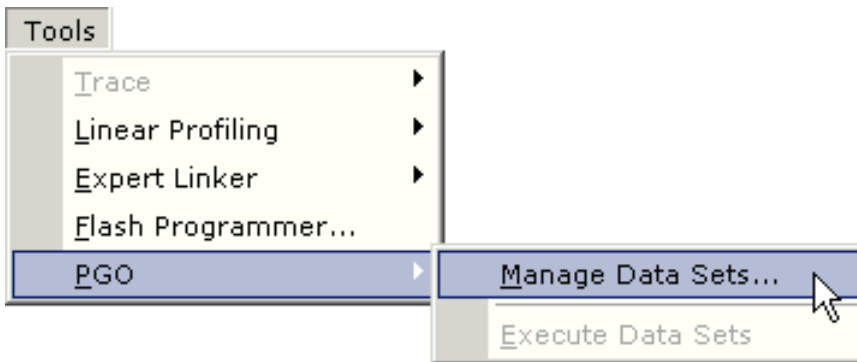 Tools
Trace
Linear Profiling
Expert Linker
Flash Programmer...
PGO
Manage Data Sets...
Execute Data Sets